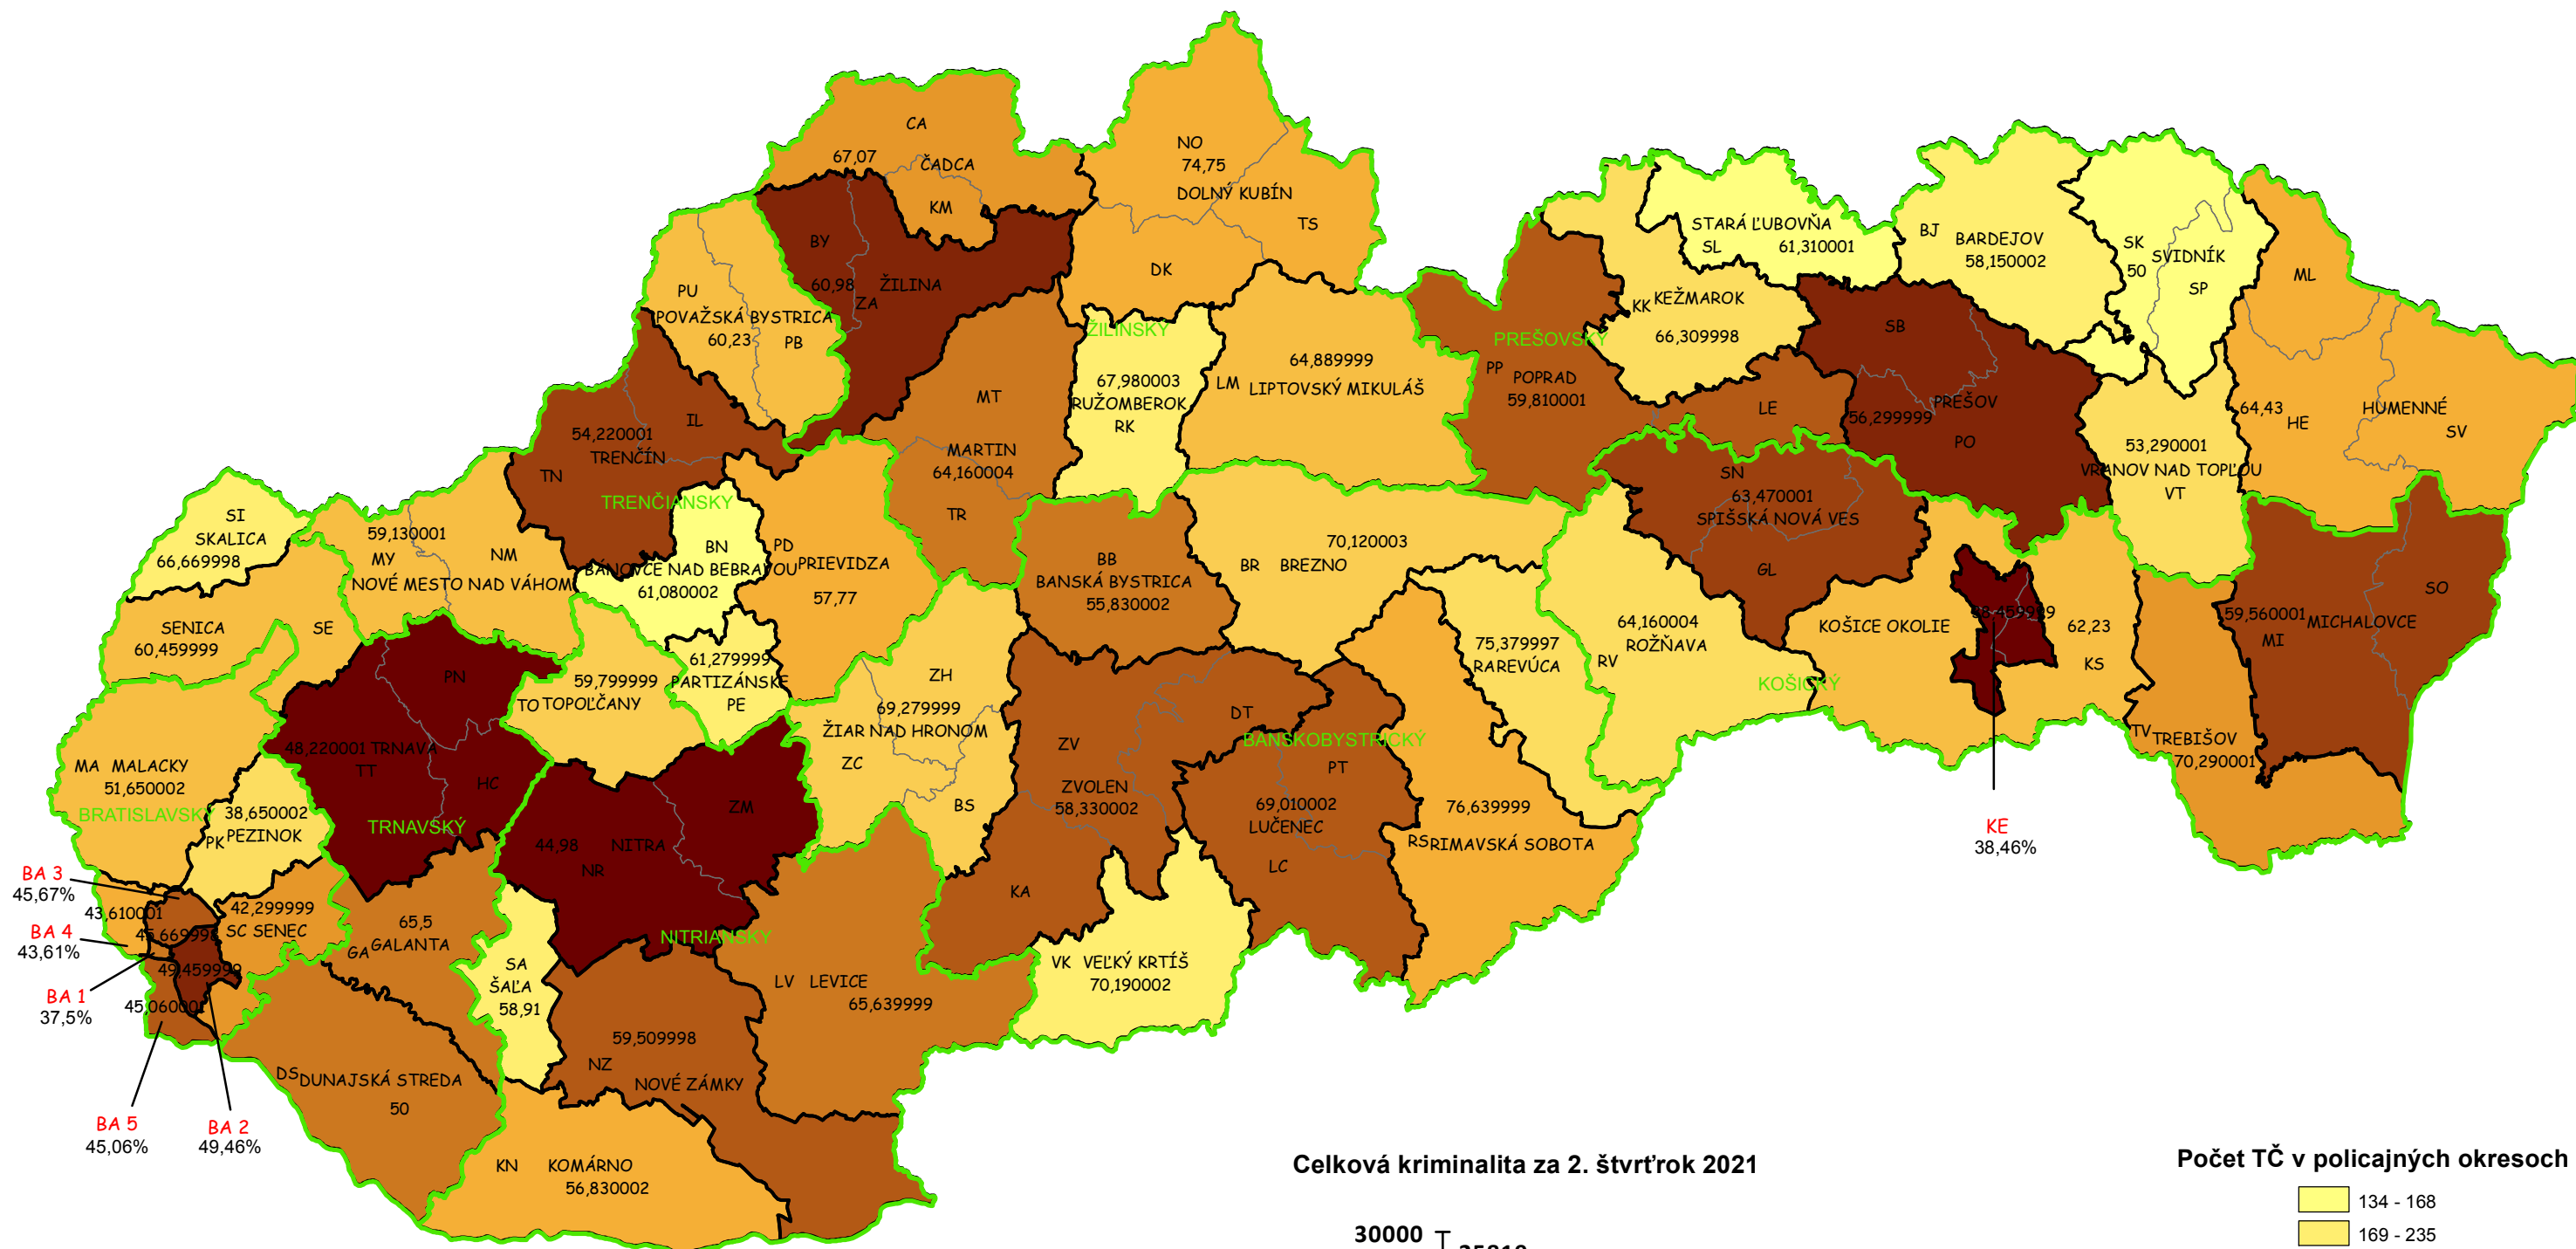 CA
67,07
ČADCA
KM
NO
74,75
DOLNÝ KUBÍN
TS
DK
BY
60,98
ŽILINA
ZA
PU
POVAŽSKÁ BYSTRICA
60,23
PB
STARÁ ĽUBOVŇA
SL
61,310001
BJ
BARDEJOV
58,150002
SK
SVIDNÍK
50
SP
ML
KK
KEŽMAROK
66,309998
SB
PREŠOV
56,299999
PO
64,43
HE
HUMENNÉ
SV
ŽILINSKÝ
PREŠOVSKÝ
PP
POPRAD
59,810001
LE
64,889999
LM
LIPTOVSKÝ MIKULÁŠ
67,980003
RUŽOMBEROK
RK
MT
MARTIN
64,160004
TR
IL
54,220001
TRENČÍN
TN
TRENČIANSKY
53,290001
VRANOV NAD TOPĽOU
VT
SN
63,470001
SPIŠSKÁ NOVÁ VES
GL
SI
SKALICA
66,669998
59,130001
MY
NM
NOVÉ MESTO NAD VÁHOM
BN
BÁNOVCE NAD BEBRAVOU
61,080002
PD
PRIEVIDZA
57,77
BB
BANSKÁ BYSTRICA
55,830002
70,120003
BR
BREZNO
SENICA
60,459999
SE
PN
59,799999
TO TOPOĽČANY
61,279999
PARTIZÁNSKE
PE
ZH
69,279999
ŽIAR NAD HRONOM
ZC
BS
75,379997
RAREVÚCA
64,160004
ROŽŇAVA
RV
KOŠICE OKOLIE
62,23
KS
KOŠICKÝ
59,560001
MICHALOVCE
MI
SO
TV
TREBIŠOV
70,290001
48,220001 TRNAVA
TT
HC
TRNAVSKÝ
MA MALACKY
51,650002
BRATISLAVSKÝ
38,650002
PK
PEZINOK
ZM
44,98
NITRA
NR
NITRIANSKY
DT
BANSKOBYSTRICKÝ
ZV
ZVOLEN
58,330002
KA
PT
69,010002
LUČENEC
LC
76,639999
RS
RIMAVSKÁ SOBOTA
KE
38,46%
BA 3
45,67%
BA 4
43,61%
BA 1
37,5%
BA 5
45,06%
BA 2
49,46%
43,610001
49,459999
42,299999
SC SENEC
65,5
GA
GALANTA
SA
ŠAĽA
58,91
LV
LEVICE
65,639999
VK
VEĽKÝ KRTÍŠ
70,190002
59,509998
NZ
NOVÉ ZÁMKY
DS
DUNAJSKÁ STREDA
50
KN
KOMÁRNO
56,830002
Celková kriminalita za 2. štvrťrok 2021
30000
Počet TČ v policajných okresoch
134 - 168
169 - 235